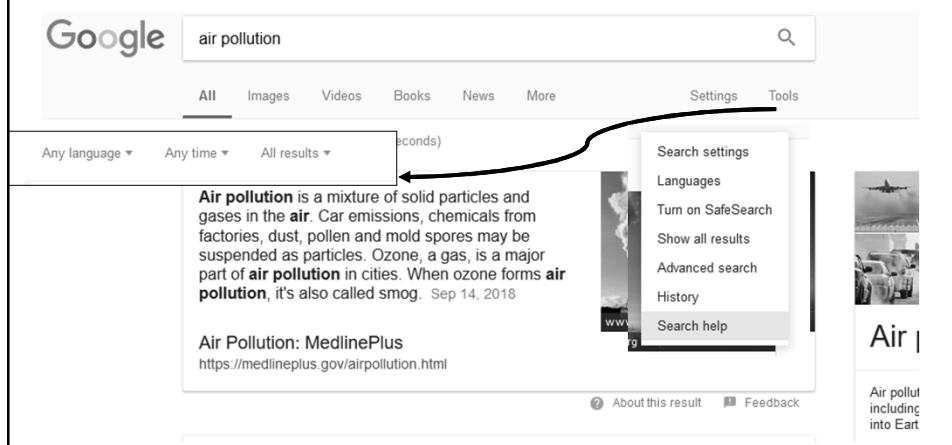 Google
air pollution
All Images Videos Books News More Settings Tools
econds)
Any language Any time All results
Search settings
Languages
Turn on SafeSearch
Show all results
Advanced search
History
Search help
Air pollution is a mixture of solid particles and
gases in the air. Car emissions, chemicals from
factories, dust, pollen and mold spores may be
suspended as particles. Ozone, a gas, is a major
part of air pollution in cities. When ozone forms air
pollution, it's also called smog. Sep 14, 2018
www
rg
Air Pollution: MedlinePlus
https://medlineplus.gov/airpollution.html
About this result Feedback
Air p
Air pollut
including
into Eart